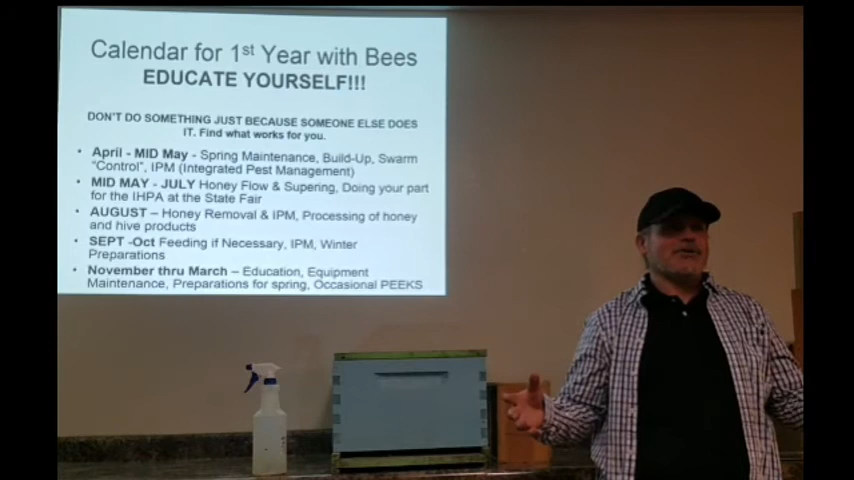 Calendar for 1st Year with Bees
EDUCATE YOURSELF!!!
DON'T DO SOMETHING JUST BECAUSE SOMEONE ELSE DOES
IT. Find what works for you.
• April - MID May - Spring Maintenance, Build-Up, Swarm
"Control", IPM (Integrated Pest Management)
• MID MAY - JULY Honey Flow & Supering, Doing your part
for the IHPA at the State Fair
• AUGUST – Honey Removal & IPM, Processing of honey
and hive products
• SEPT -Oct Feeding if Necessary, IPM, Winter
Preparations
• November thru March – Education, Equipment
Maintenance, Preparations for spring, Occasional PEEKS